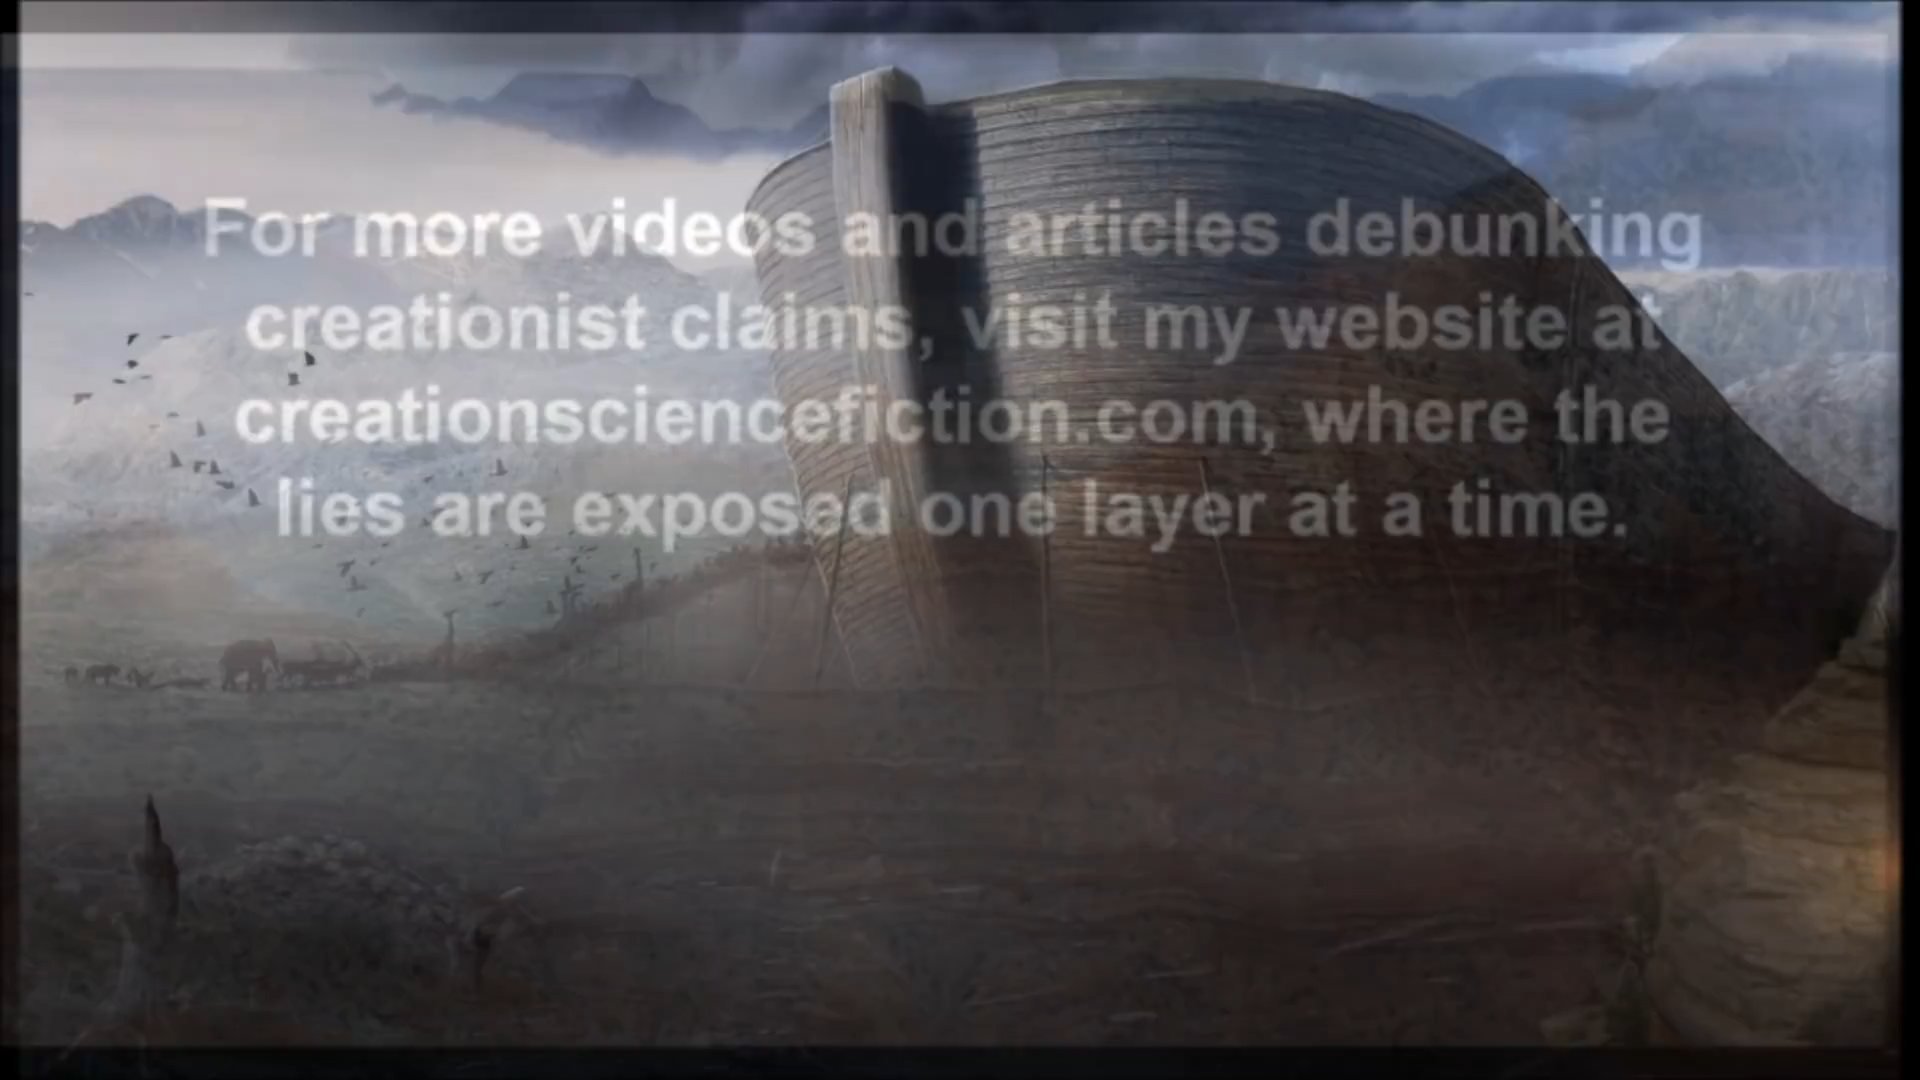 For more videos and articles debunking
creationist claims, visit my website at
creationsciencefiction.com, where the
lies are exposed one layer at a time.